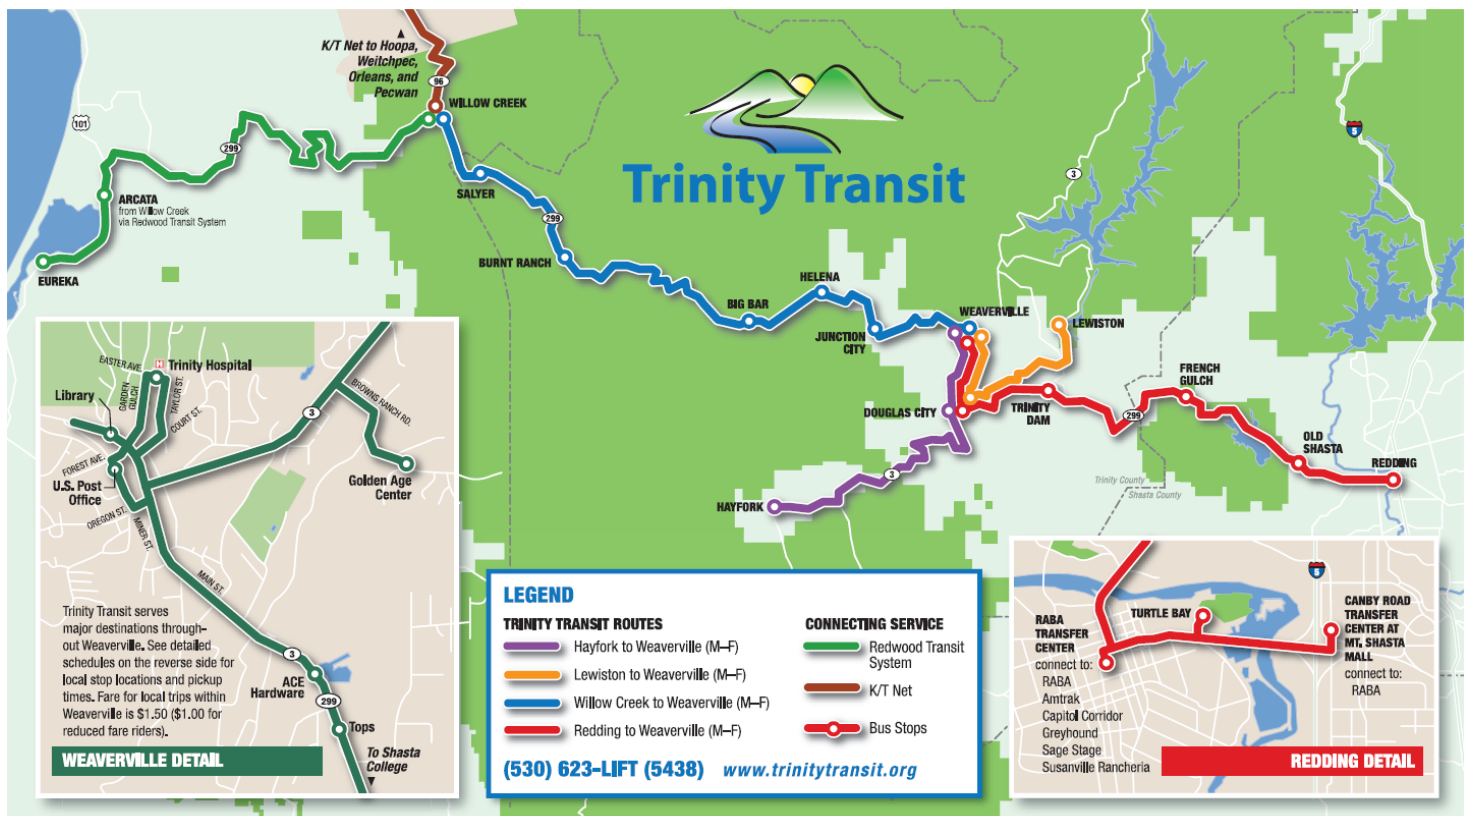 K/T Net to Hoopa,
Weitchpec,
Orleans, and
Pecwan
96
WILLOW CREEK
101
299
ARCATA
from Willow Creek
via Redwood Transit System
EUREKA
SALYER
299
BURNT RANCH
Trinity Transit
3
5
HELENA
BIG BAR
JUNCTION
CITY
WEAVERVILLE
LEWISTON
DOUGLAS CITY
TRINITY
DAM
299
FRENCH
GULCH
OLD
SHASTA
REDDING
3
HAYFORK
Trinity County
Shasta County
EASTER AVE.
H Trinity Hospital
Library
GARDEN
GULCH
TAYLOR ST.
COURT ST.
BROWNS RANCH RD.
3
FOREST AVE.
U.S. Post
Office
Golden Age
Center
OREGON ST.
MINER ST.
MAIN ST.
Trinity Transit serves
major destinations through-
out Weaverville. See detailed
schedules on the reverse side for
local stop locations and pickup
times. Fare for local trips within
Weaverville is $1.50 ($1.00 for
reduced fare riders).
3
ACE
Hardware
299
Tops
To Shasta
College
WEAVERVILLE DETAIL
LEGEND
TRINITY TRANSIT ROUTES
Hayfork to Weaverville (M–F)
Lewiston to Weaverville (M–F)
Willow Creek to Weaverville (M–F)
Redding to Weaverville (M–F)
CONNECTING SERVICE
Redwood Transit
System
K/T Net
Bus Stops
(530) 623-LIFT (5438) www.trinitytransit.org
5
TURTLE BAY
RABA
TRANSFER
CENTER
connect to:
RABA
Amtrak
Capitol Corridor
Greyhound
Sage Stage
Susanville Rancheria
CANBY ROAD
TRANSFER
CENTER AT
MT. SHASTA
MALL
connect to:
RABA
REDDING DETAIL